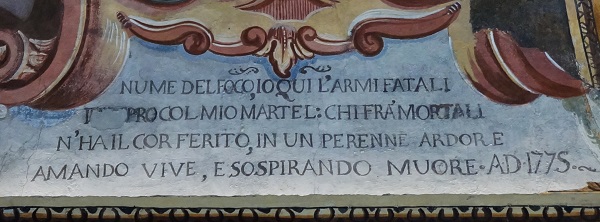 NUME DEL FOCO, IO QUI L'ARMI FATALI
PRO COL MIO MARTEL: CHI FRA' MORTALI
N'HA IL COR FERITO, IN UN PERENNE ARDORE
AMANDO VIVE, E SOSPIRANDO MUORE · AD · 1775 ·